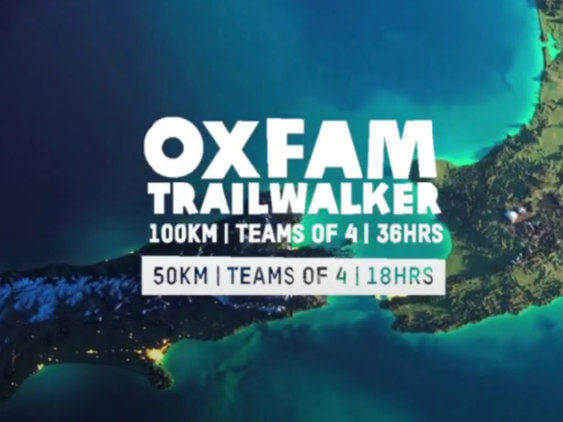 OXFAM
TRAILWALKER
100KM | TEAMS OF 4 | 36HRS
50KM | TEAMS OF 4 | 18HRS